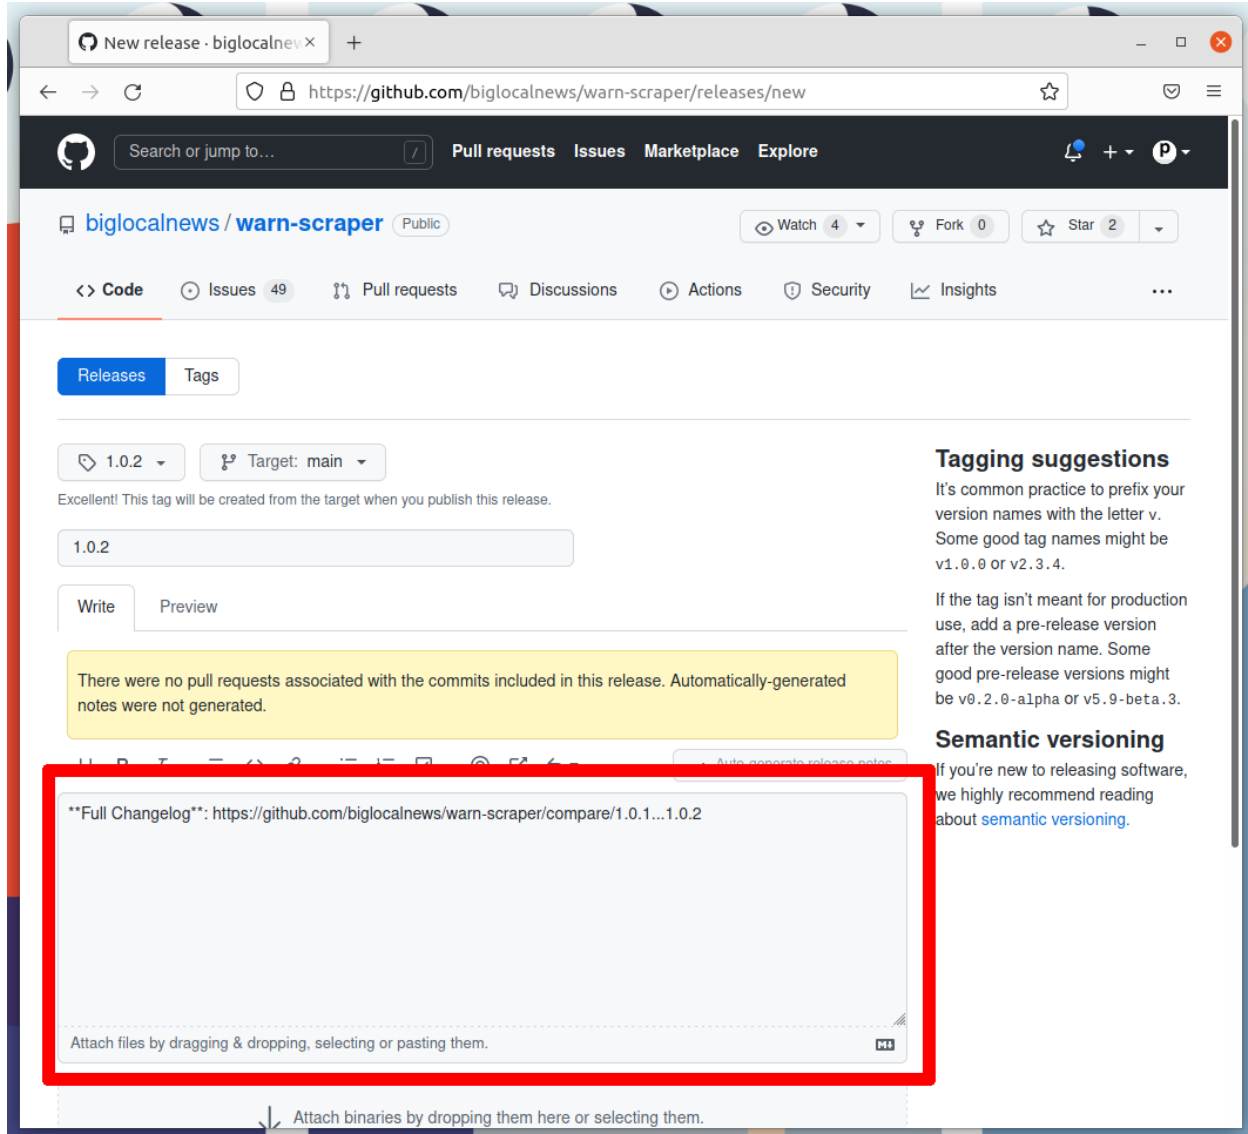 New release · biglocalnew
https://github.com/biglocalnews/warn-scraper/releases/new
Search or jump to… /
Pull requests Issues Marketplace Explore
P
biglocalnews / warn-scraper Public
Watch 4 Fork 0 Star 2
Code Issues 49 Pull requests Discussions Actions Security Insights
Releases Tags
1.0.2 Target: main
Excellent! This tag will be created from the target when you publish this release.
1.0.2
Write Preview
There were no pull requests associated with the commits included in this release. Automatically-generated
notes were not generated.
Auto-generate release notes
**Full Changelog**: https://github.com/biglocalnews/warn-scraper/compare/1.0.1...1.0.2
Attach files by dragging & dropping, selecting or pasting them.
Attach binaries by dropping them here or selecting them.
Tagging suggestions
It's common practice to prefix your
version names with the letter v.
Some good tag names might be
v1.0.0 or v2.3.4.
If the tag isn't meant for production
use, add a pre-release version
after the version name. Some
good pre-release versions might
be v0.2.0-alpha or v5.9-beta.3.
Semantic versioning
If you're new to releasing software,
we highly recommend reading
about semantic versioning.